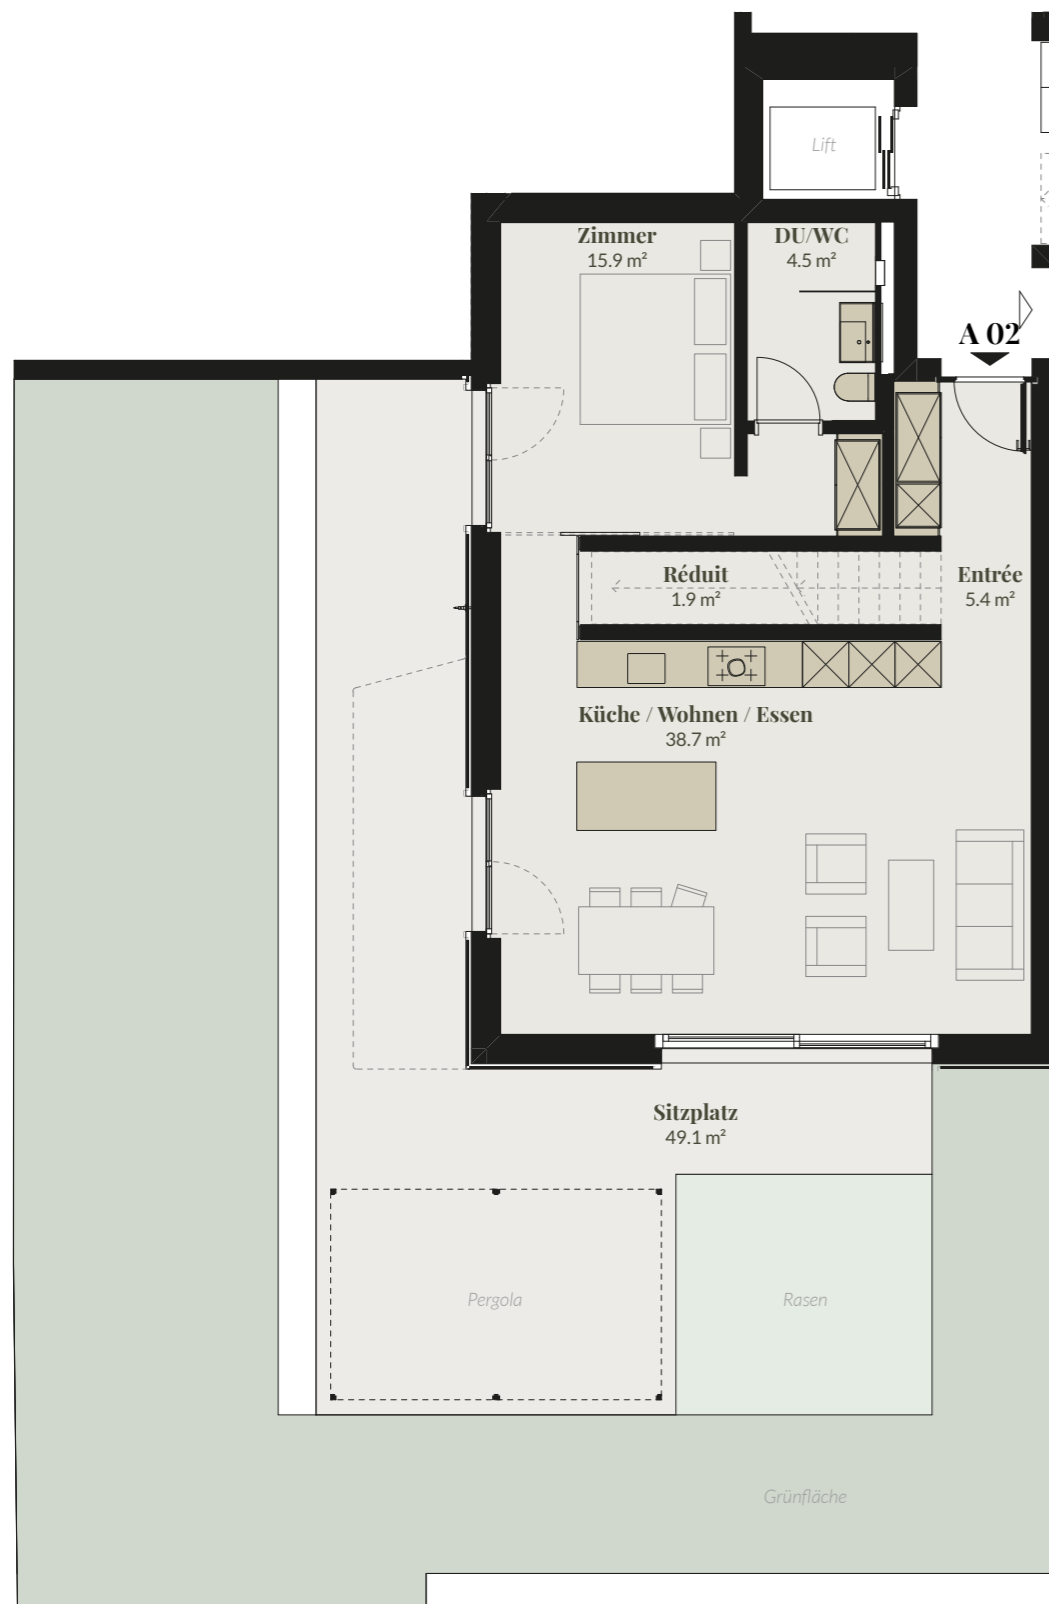 Lift
Zimmer
15.9 m²
DU/WC
4.5 m²
A 02
Réduit
1.9 m²
Entrée
5.4 m²
Küche / Wohnen / Essen
38.7 m²
Sitzplatz
49.1 m²
Pergola
Rasen
Grünfläche